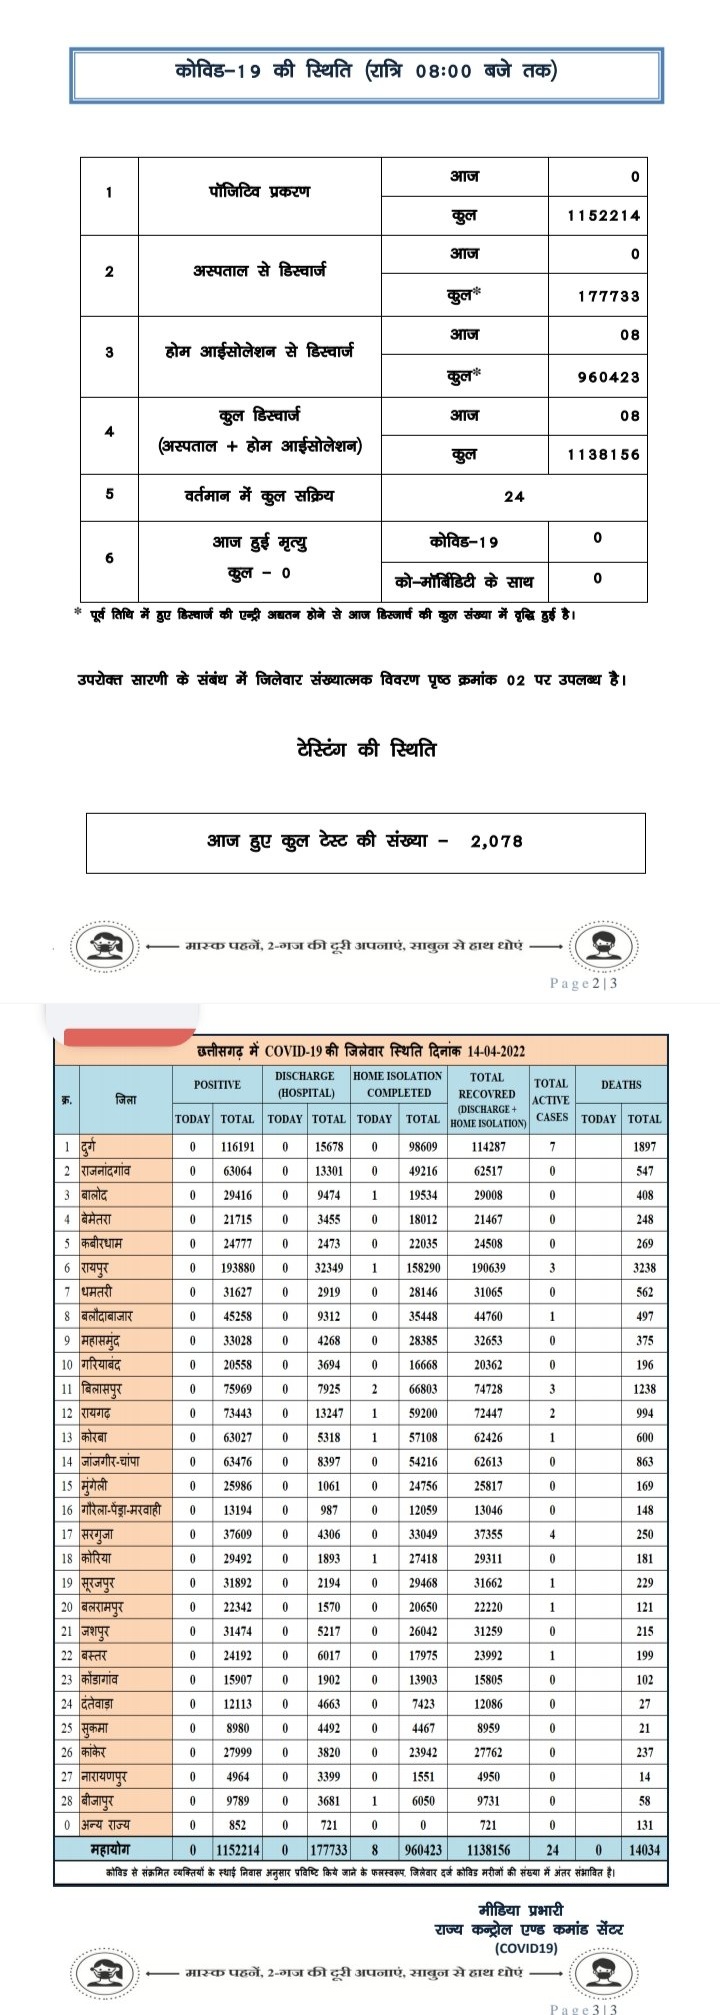 कोविड–19 की स्थिति (रात्रि 08:00 बजे तक)
1 पॉजिटिव प्रकरण आज 0
कुल 1152214
2 अस्पताल से डिस्चार्ज आज 0
कुल* 177733
3 होम आईसोलेशन से डिस्चार्ज आज 08
कुल* 960423
4 कुल डिस्चार्ज (अस्पताल + होम आईसोलेशन) आज 08
कुल 1138156
5 वर्तमान में कुल सक्रिय 24
6 आज हुई मृत्यु कुल – 0 कोविड–19 0
को–मॉर्बिडिटी के साथ 0
* पूर्व तिथि में हुए डिस्चार्ज की एन्ट्री अद्यतन होने से आज डिस्जार्च की कुल संख्या में वृद्धि हुई है।
उपरोक्त सारणी के संबंध में जिलेवार संख्यात्मक विवरण पृष्ठ क्रमांक 02 पर उपलब्ध है।
टेस्टिंग की स्थिति
आज हुए कुल टेस्ट की संख्या – 2,078
मास्क पहनें, 2-गज की दूरी अपनाएं, साबुन से हाथ धोएं
Page 2|3
छत्तीसगढ़ में COVID-19 की जिलेवार स्थिति दिनांक 14-04-2022
क्र. जिला POSITIVE DISCHARGE (HOSPITAL) HOME ISOLATION COMPLETED TOTAL RECOVRED (DISCHARGE + HOME ISOLATION) TOTAL ACTIVE CASES DEATHS
TODAY TOTAL TODAY TOTAL TODAY TOTAL TODAY TOTAL
1 दुर्ग 0 116191 0 15678 0 98609 114287 7 1897
2 राजनांदगांव 0 63064 0 13301 0 49216 62517 0 547
3 बालोद 0 29416 0 9474 1 19534 29008 0 408
4 बेमेतरा 0 21715 0 3455 0 18012 21467 0 248
5 कबीरधाम 0 24777 0 2473 0 22035 24508 0 269
6 रायपुर 0 193880 0 32349 1 158290 190639 3 3238
7 धमतरी 0 31627 0 2919 0 28146 31065 0 562
8 बलौदाबाजार 0 45258 0 9312 0 35448 44760 1 497
9 महासमुंद 0 33028 0 4268 0 28385 32653 0 375
10 गरियाबंद 0 20558 0 3694 0 16668 20362 0 196
11 बिलासपुर 0 75969 0 7925 2 66803 74728 3 1238
12 रायगढ़ 0 73443 0 13247 1 59200 72447 2 994
13 कोरबा 0 63027 0 5318 1 57108 62426 1 600
14 जांजगीर-चांपा 0 63476 0 8397 0 54216 62613 0 863
15 मुंगेली 0 25986 0 1061 0 24756 25817 0 169
16 गौरेला-पेंड्रा-मरवाही 0 13194 0 987 0 12059 13046 0 148
17 सरगुजा 0 37609 0 4306 0 33049 37355 4 250
18 कोरिया 0 29492 0 1893 1 27418 29311 0 181
19 सूरजपुर 0 31892 0 2194 0 29468 31662 1 229
20 बलरामपुर 0 22342 0 1570 0 20650 22220 1 121
21 जशपुर 0 31474 0 5217 0 26042 31259 0 215
22 बस्तर 0 24192 0 6017 0 17975 23992 1 199
23 कोंडागांव 0 15907 0 1902 0 13903 15805 0 102
24 दंतेवाड़ा 0 12113 0 4663 0 7423 12086 0 27
25 सुकमा 0 8980 0 4492 0 4467 8959 0 21
26 कांकेर 0 27999 0 3820 0 23942 27762 0 237
27 नारायणपुर 0 4964 0 3399 0 1551 4950 0 14
28 बीजापुर 0 9789 0 3681 1 6050 9731 0 58
0 अन्य राज्य 0 852 0 721 0 0 721 0 131
महायोग 0 1152214 0 177733 8 960423 1138156 24 0 14034
कोविड से संक्रमित व्यक्तियों के स्थाई निवास अनुसार प्रविष्टि किये जाने के फलस्वरूप, जिलेवार दर्ज कोविड मरीजों की संख्या में अंतर संभावित है।
मीडिया प्रभारी
राज्य कन्ट्रोल एण्ड कमांड सेंटर
(COVID19)
मास्क पहनें, 2-गज की दूरी अपनाएं, साबुन से हाथ धोएं
Page 3|3